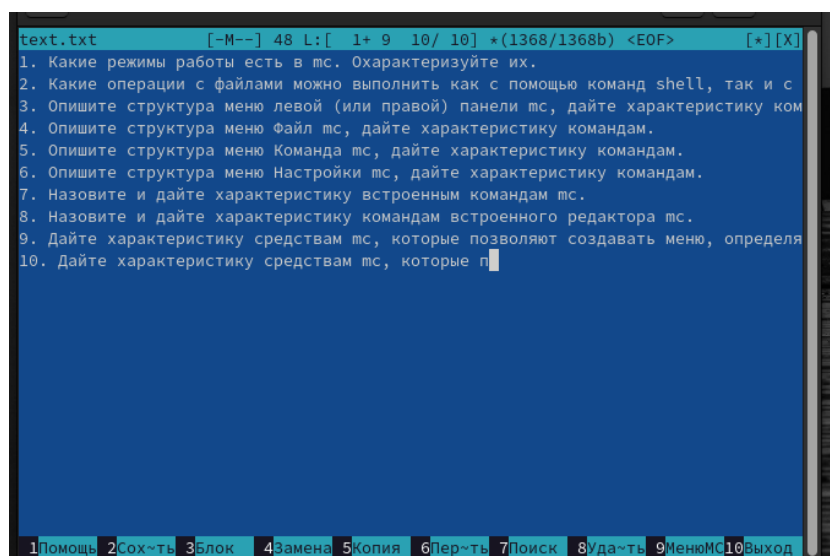 text.txt [-M--] 48 L:[ 1+ 9 10/ 10] *(1368/1368b) <EOF> [*][X]
1. Какие режимы работы есть в mc. Охарактеризуйте их.
2. Какие операции с файлами можно выполнить как с помощью команд shell, так и с
3. Опишите структура меню левой (или правой) панели mc, дайте характеристику ком
4. Опишите структура меню Файл mc, дайте характеристику командам.
5. Опишите структура меню Команда mc, дайте характеристику командам.
6. Опишите структура меню Настройки mc, дайте характеристику командам.
7. Назовите и дайте характеристику встроенным командам mc.
8. Назовите и дайте характеристику командам встроенного редактора mc.
9. Дайте характеристику средствам mc, которые позволяют создавать меню, определя
10. Дайте характеристику средствам mc, которые п
1Помощь 2Сох~ть 3Блок 4Замена 5Копия 6Пер~ть 7Поиск 8Уда~ть 9МенюМС10Выход